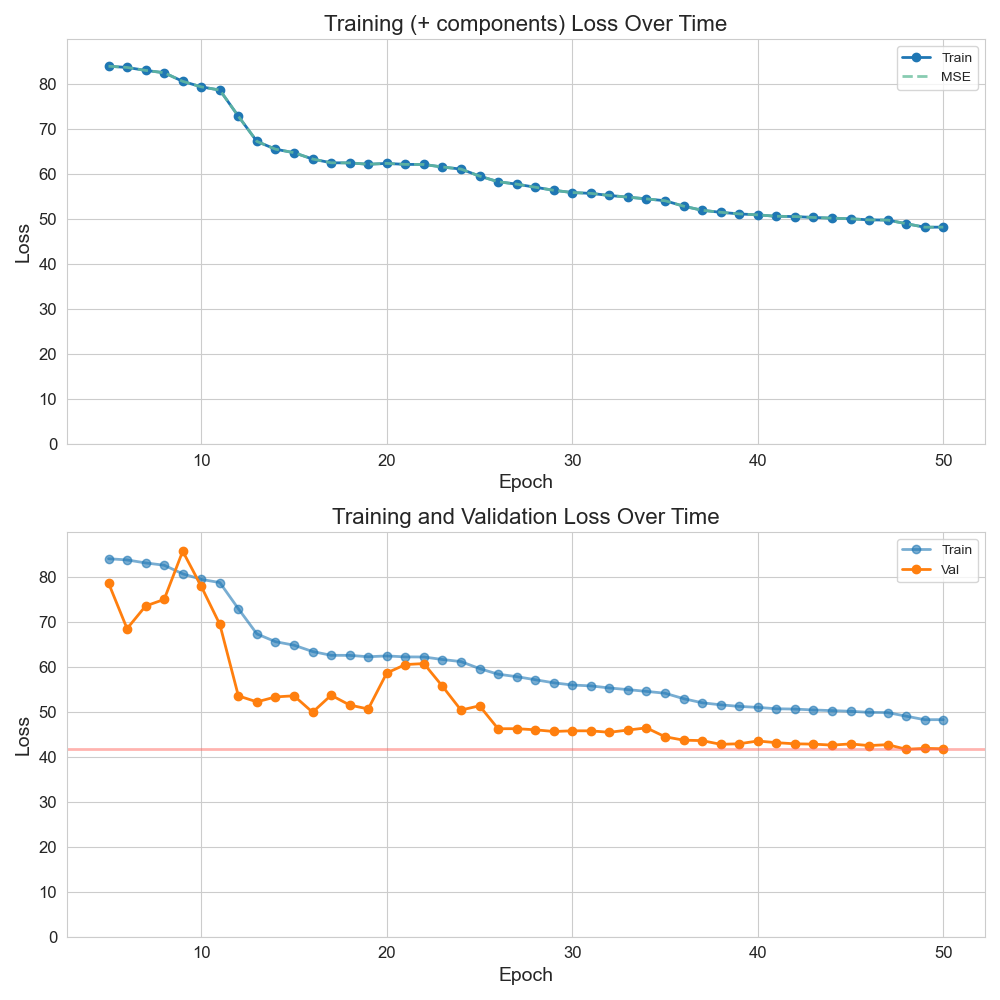 Training (+ components) Loss Over Time
Train
MSE
80
70
60
50
40
30
20
10
0
Loss
10 20 30 40 50
Epoch
Training and Validation Loss Over Time
Train
Val
80
70
60
50
40
30
20
10
0
Loss
10 20 30 40 50
Epoch